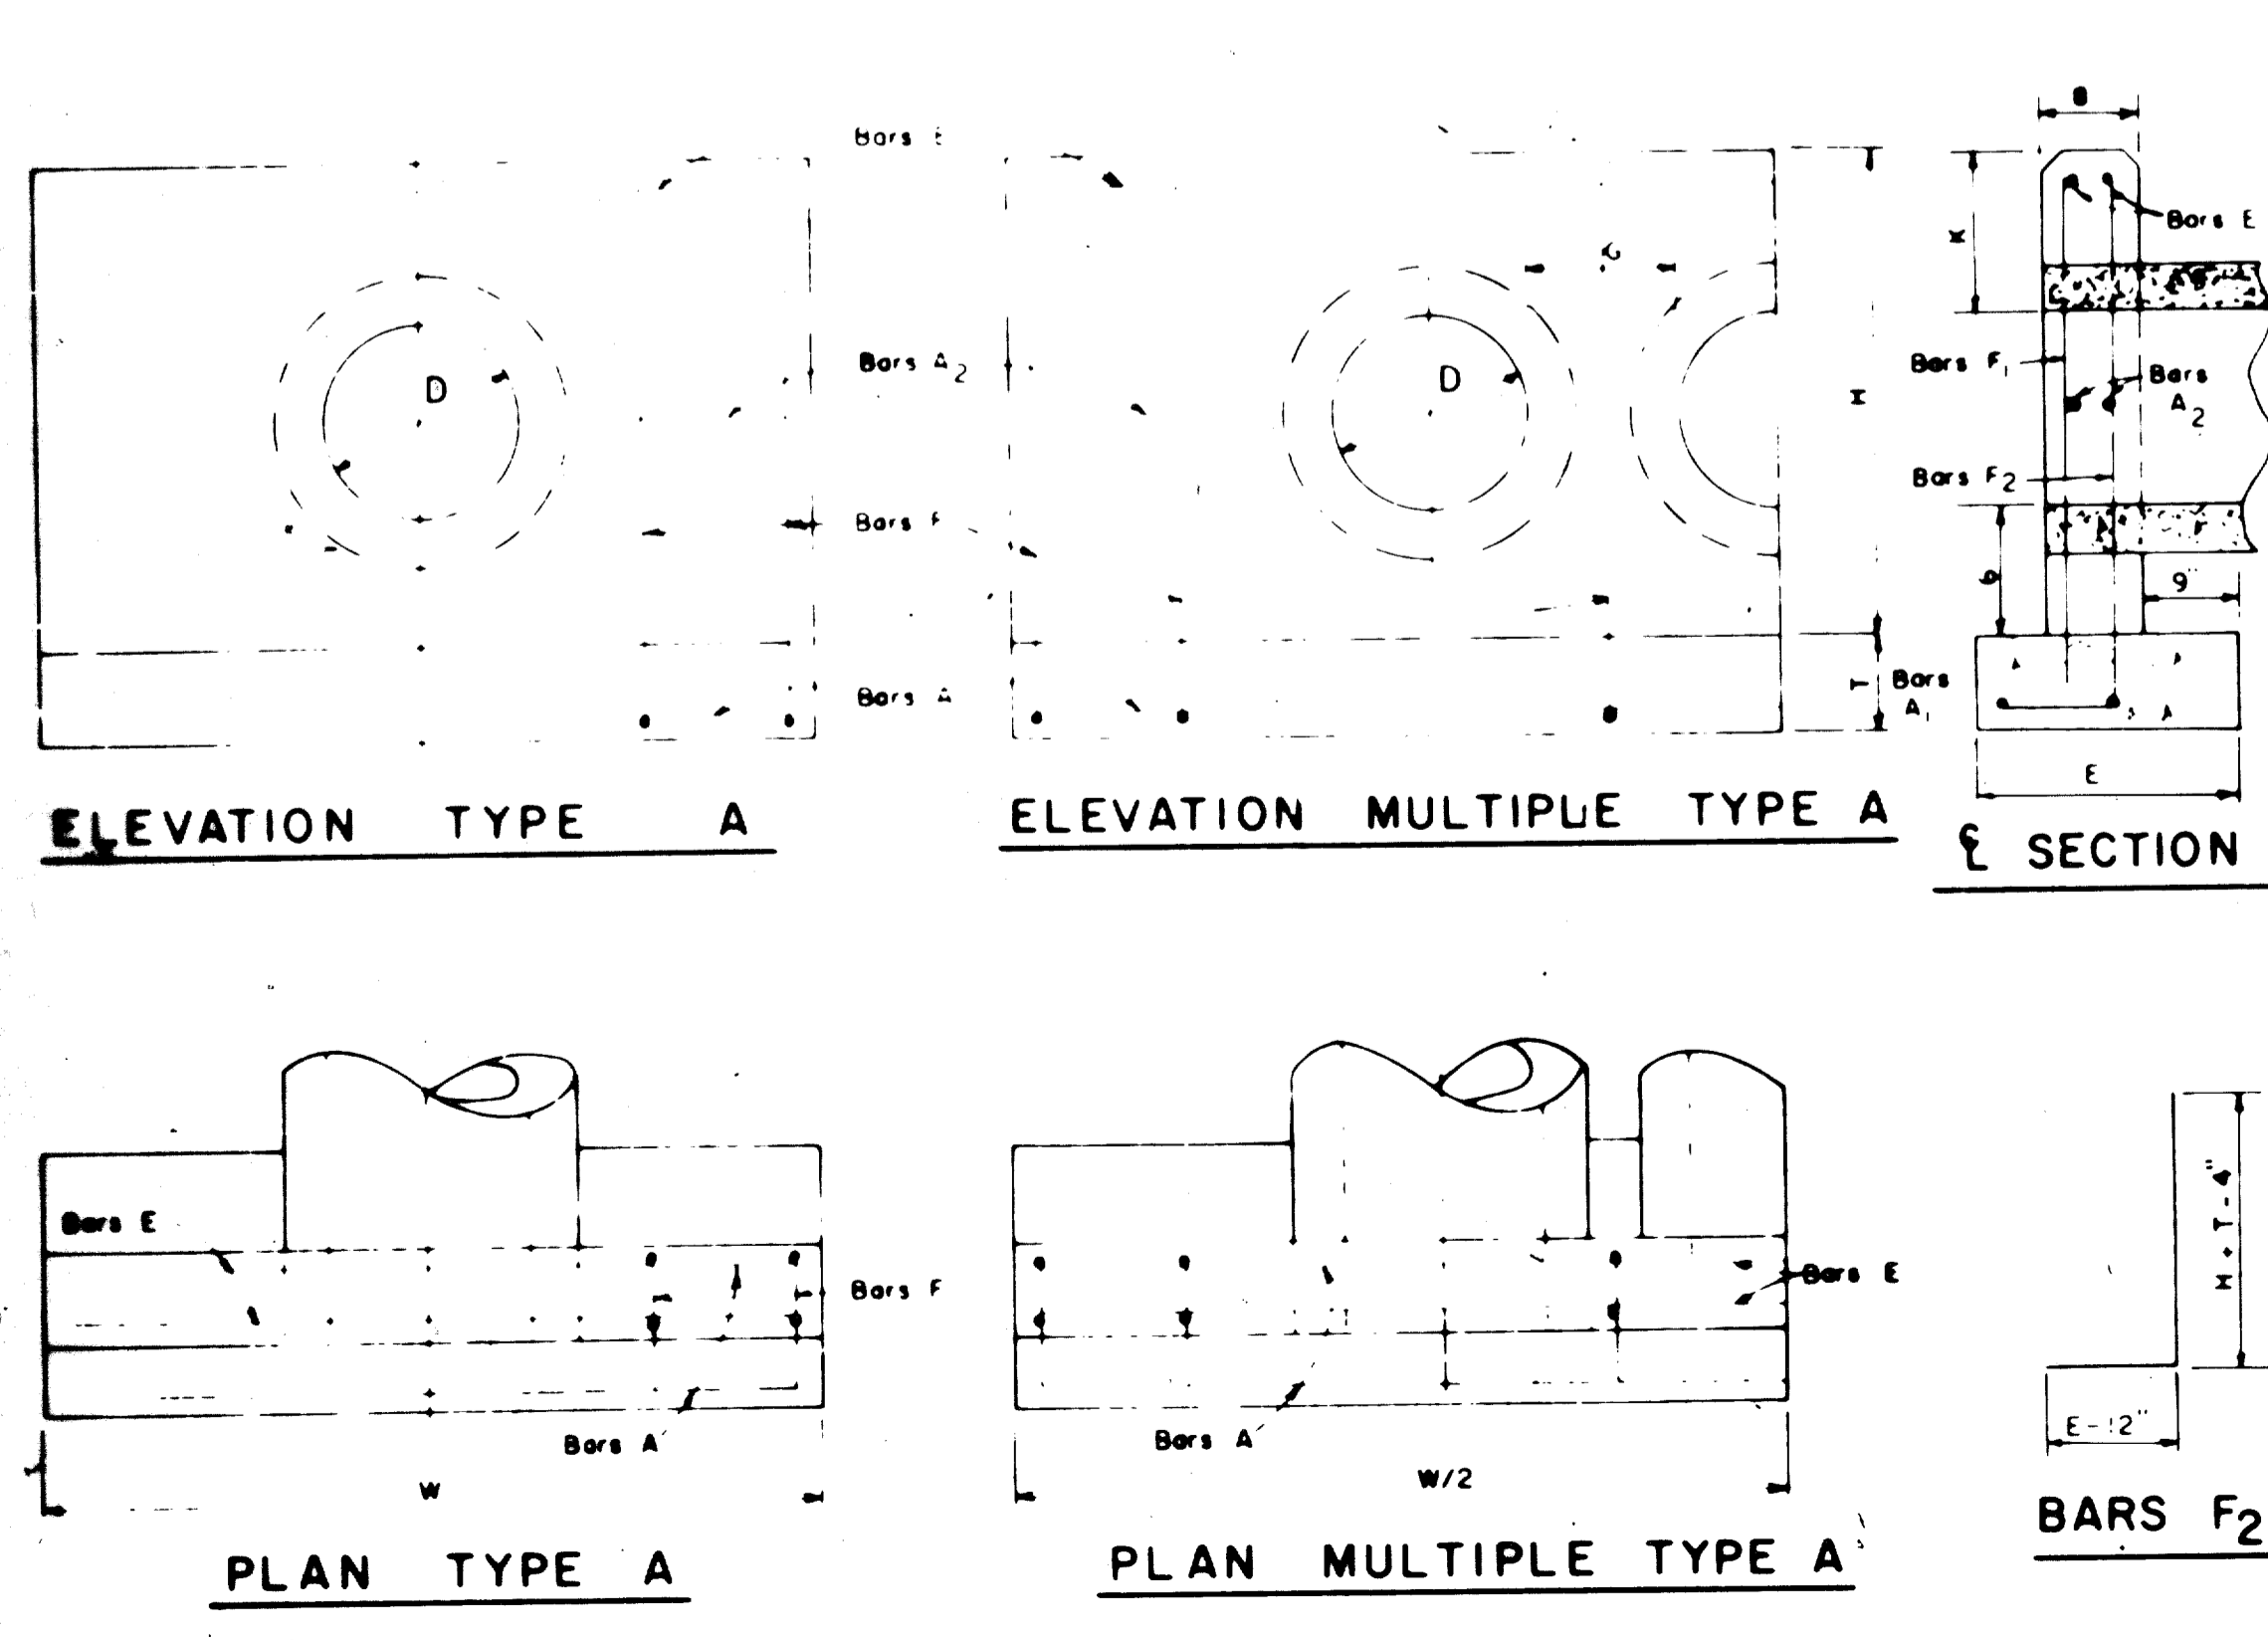 Bars E
B
Bars E
K
D
D
Bars A2
H
Bars F1
Bars A2
Bars F
Bars F2
9"
Bars A
T
Bars A1
E
ELEVATION TYPE A
ELEVATION MULTIPLE TYPE A
℄ SECTION
Bars E
Bars F
Bars E
H + T - 4"
E-12"
Bars A
Bars A
W
W/2
BARS F2
PLAN TYPE A
PLAN MULTIPLE TYPE A